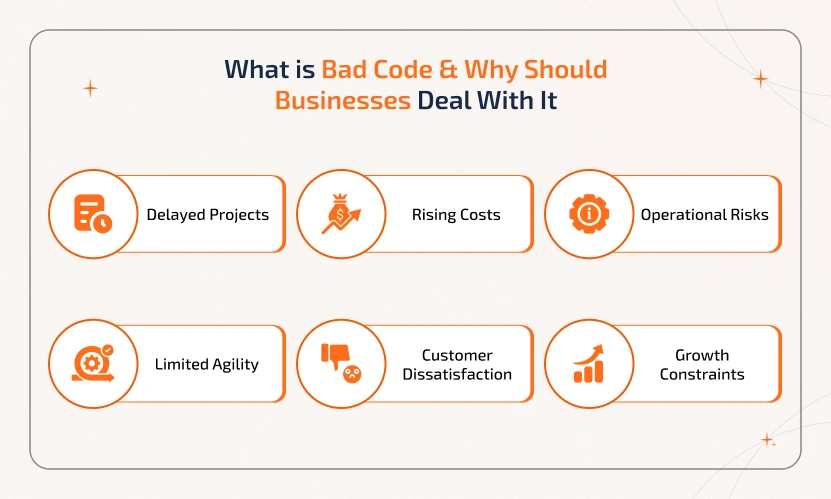 What is Bad Code & Why Should
Businesses Deal With It
Delayed Projects
Rising Costs
Operational Risks
Limited Agility
Customer
Dissatisfaction
Growth
Constraints